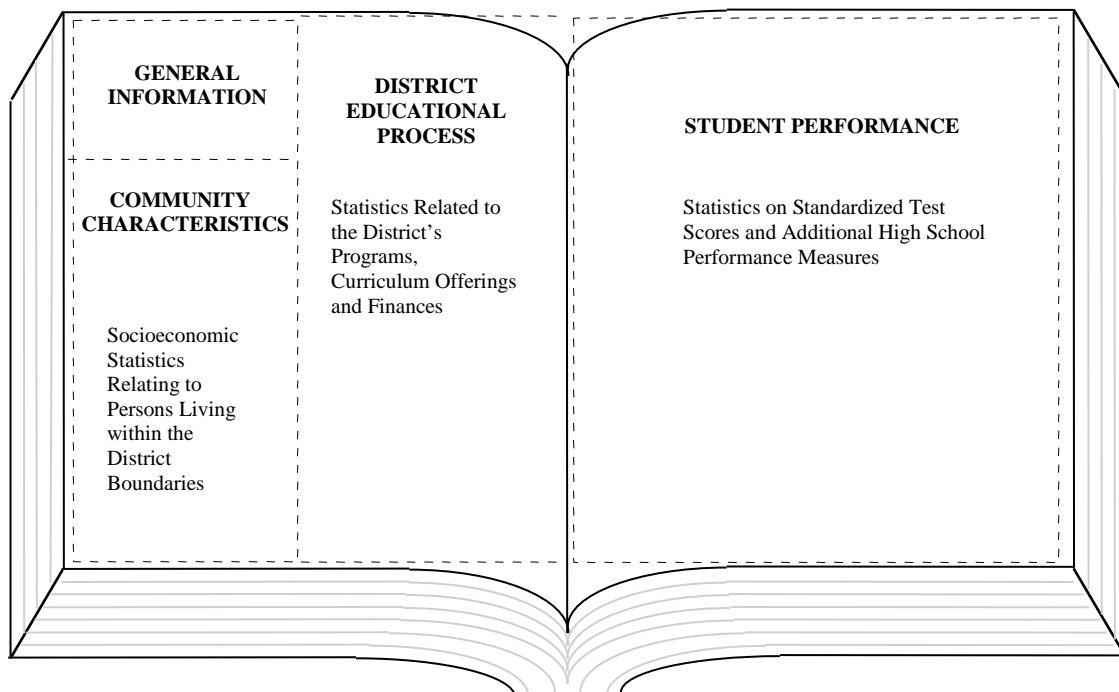 GENERAL
INFORMATION
COMMUNITY
CHARACTERISTICS
Socioeconomic
Statistics
Relating to
Persons Living
within the
District
Boundaries
DISTRICT
EDUCATIONAL
PROCESS
Statistics Related to
the District’s
Programs,
Curriculum Offerings
and Finances
STUDENT PERFORMANCE
Statistics on Standardized Test
Scores and Additional High School
Performance Measures